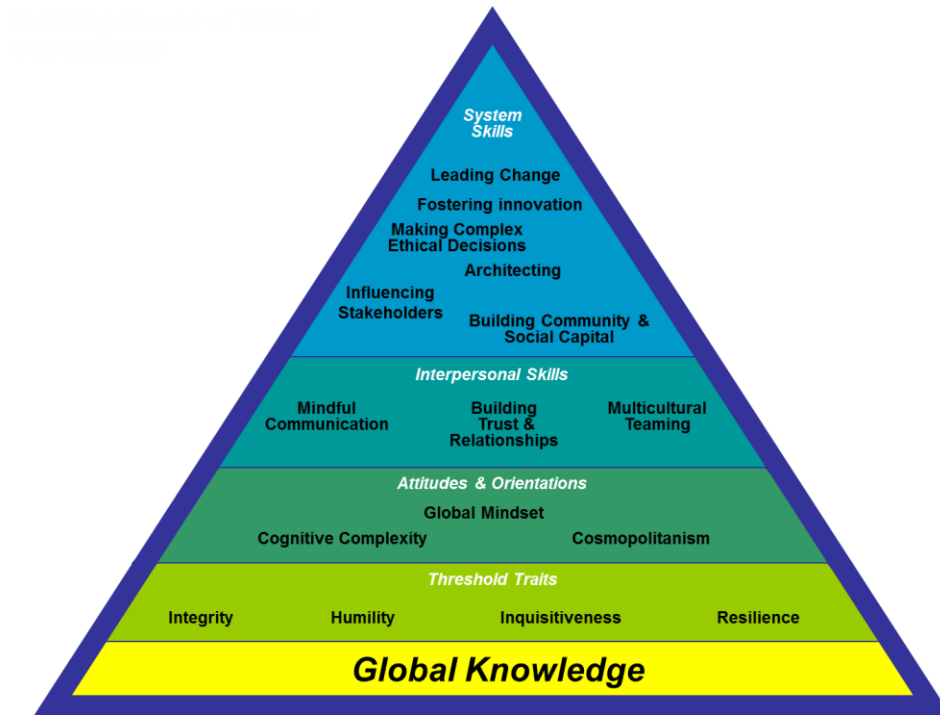 System
Skills
Leading Change
Fostering innovation
Making Complex
Ethical Decisions
Architecting
Influencing
Stakeholders
Building Community &
Social Capital
Interpersonal Skills
Mindful
Communication
Building
Trust &
Relationships
Multicultural
Teaming
Attitudes & Orientations
Global Mindset
Cognitive Complexity
Cosmopolitanism
Threshold Traits
Integrity
Humility
Inquisitiveness
Resilience
Global Knowledge